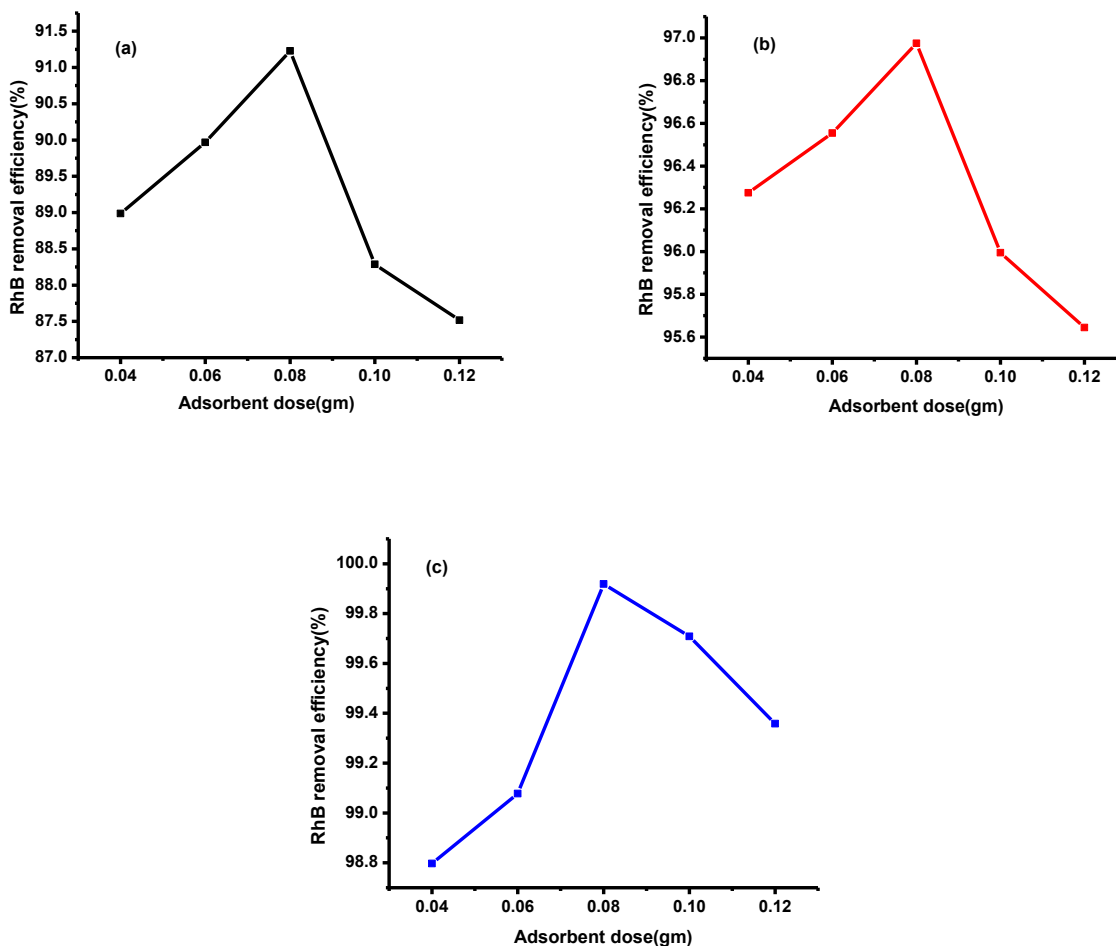 (a)
RhB removal efficiency(%)
91.5
91.0
90.5
90.0
89.5
89.0
88.5
88.0
87.5
87.0
0.04 0.06 0.08 0.10 0.12
Adsorbent dose(gm)
(b)
RhB removal efficiency(%)
97.0
96.8
96.6
96.4
96.2
96.0
95.8
95.6
0.04 0.06 0.08 0.10 0.12
Adsorbent dose(gm)
(c)
RhB removal efficiency(%)
100.0
99.8
99.6
99.4
99.2
99.0
98.8
0.04 0.06 0.08 0.10 0.12
Adsorbent dose(gm)